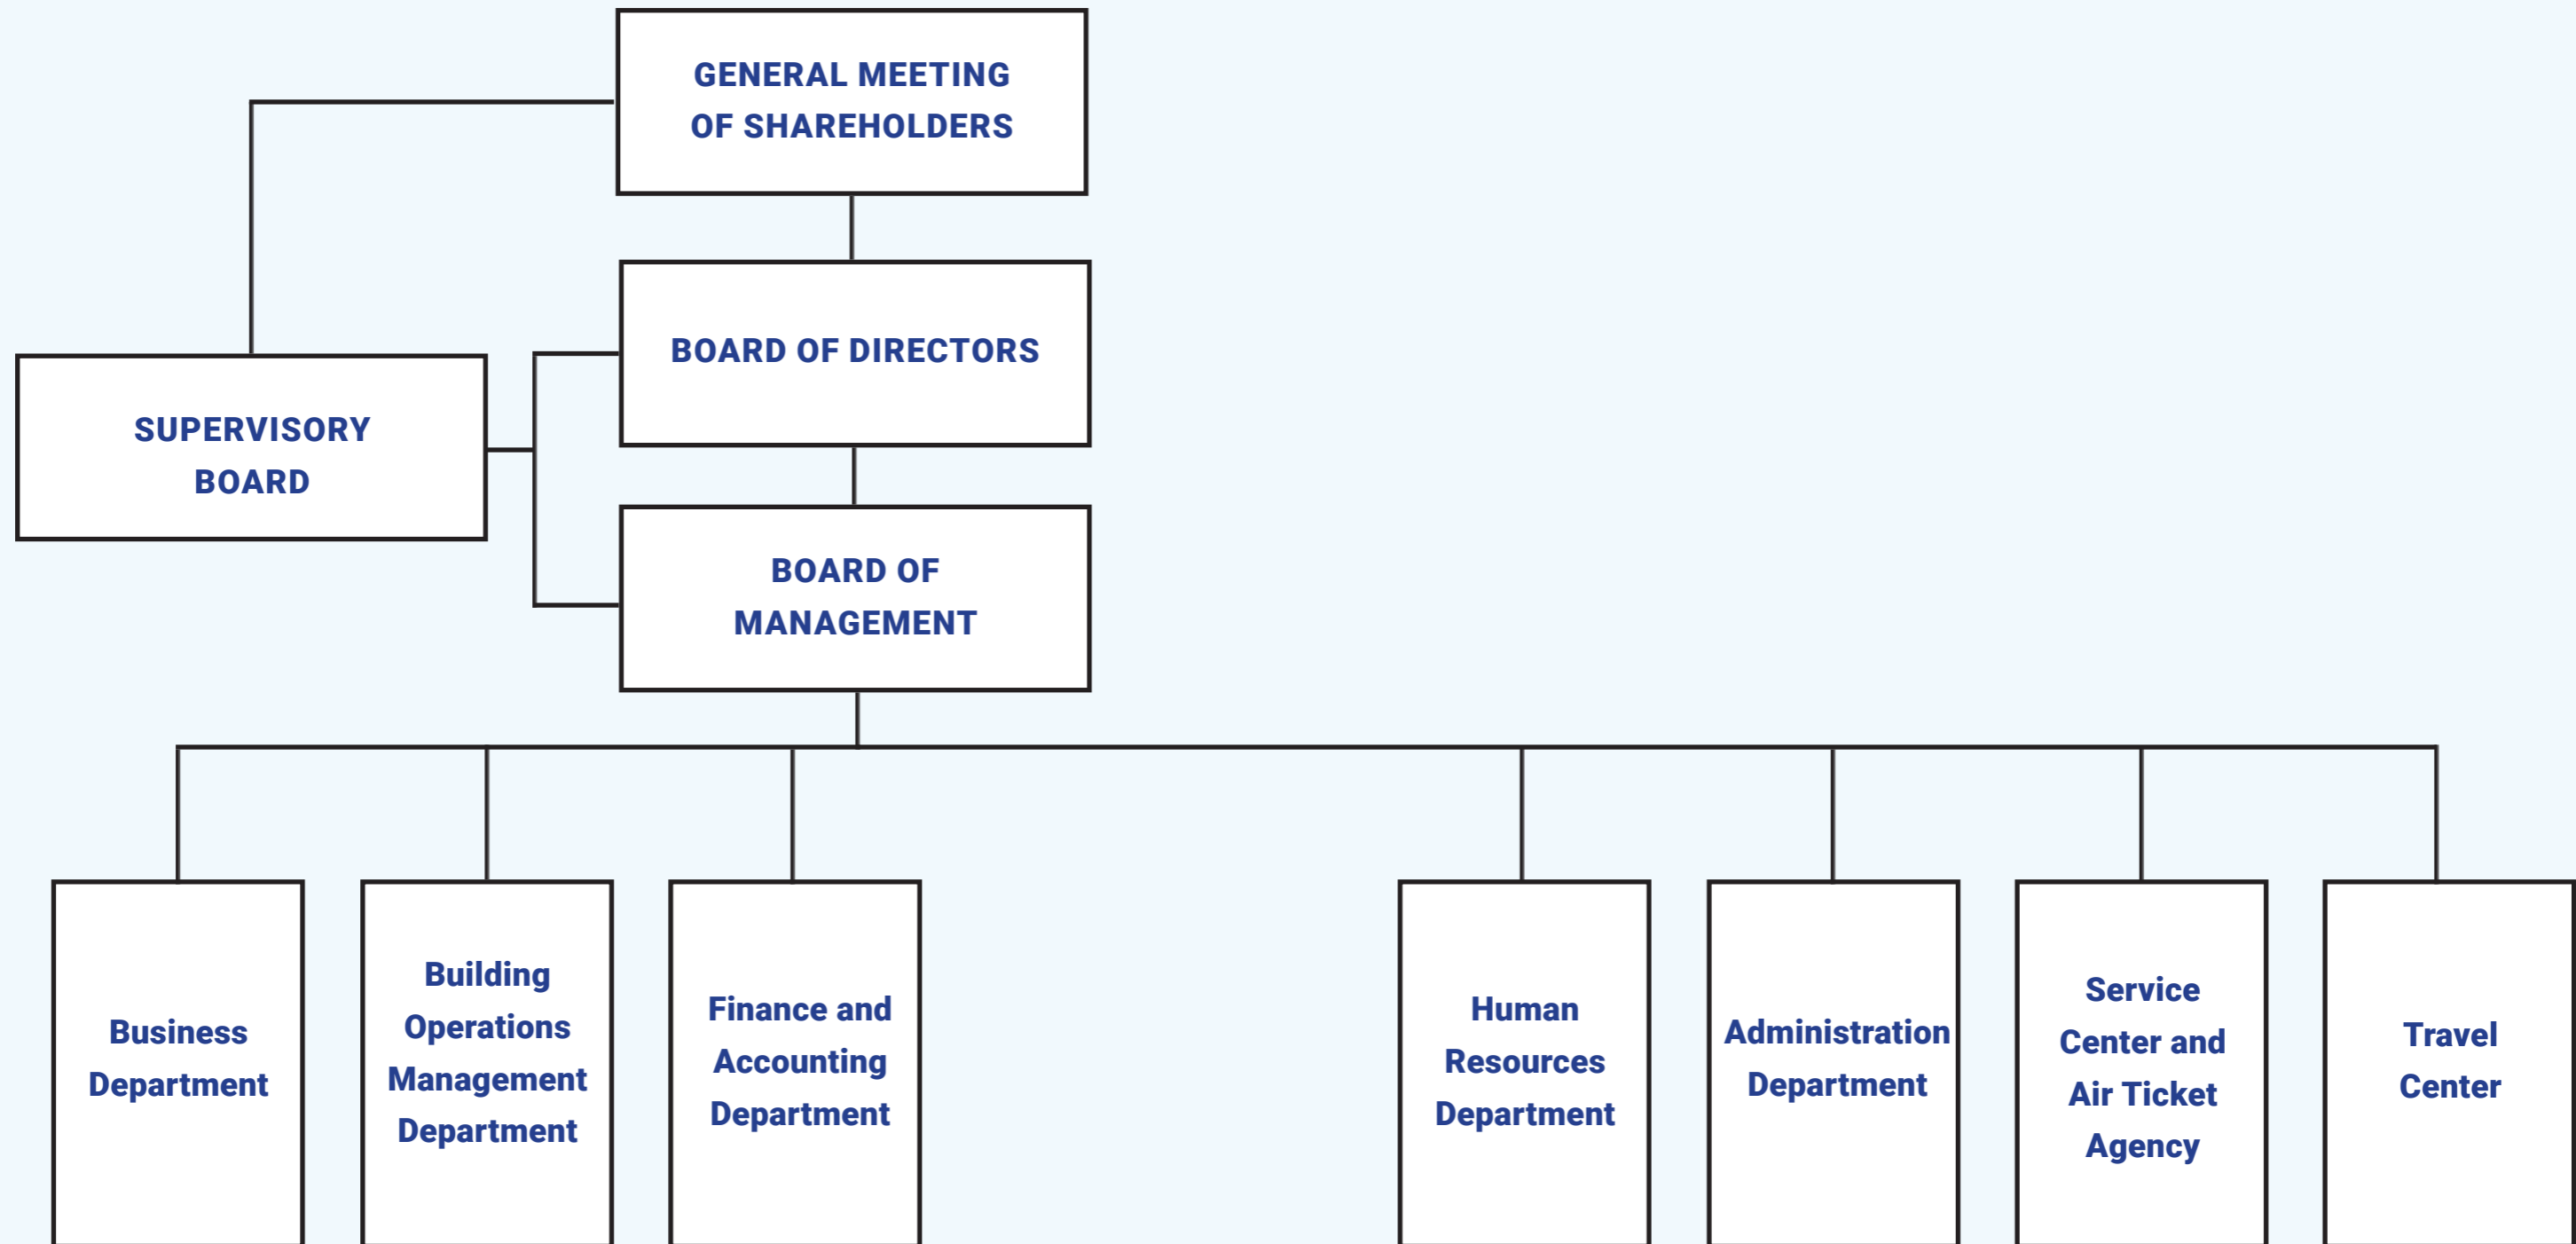 GENERAL MEETING
OF SHAREHOLDERS
BOARD OF DIRECTORS
SUPERVISORY
BOARD
BOARD OF
MANAGEMENT
Business
Department
Building
Operations
Management
Department
Finance and
Accounting
Department
Human
Resources
Department
Administration
Department
Service
Center and
Air Ticket
Agency
Travel
Center